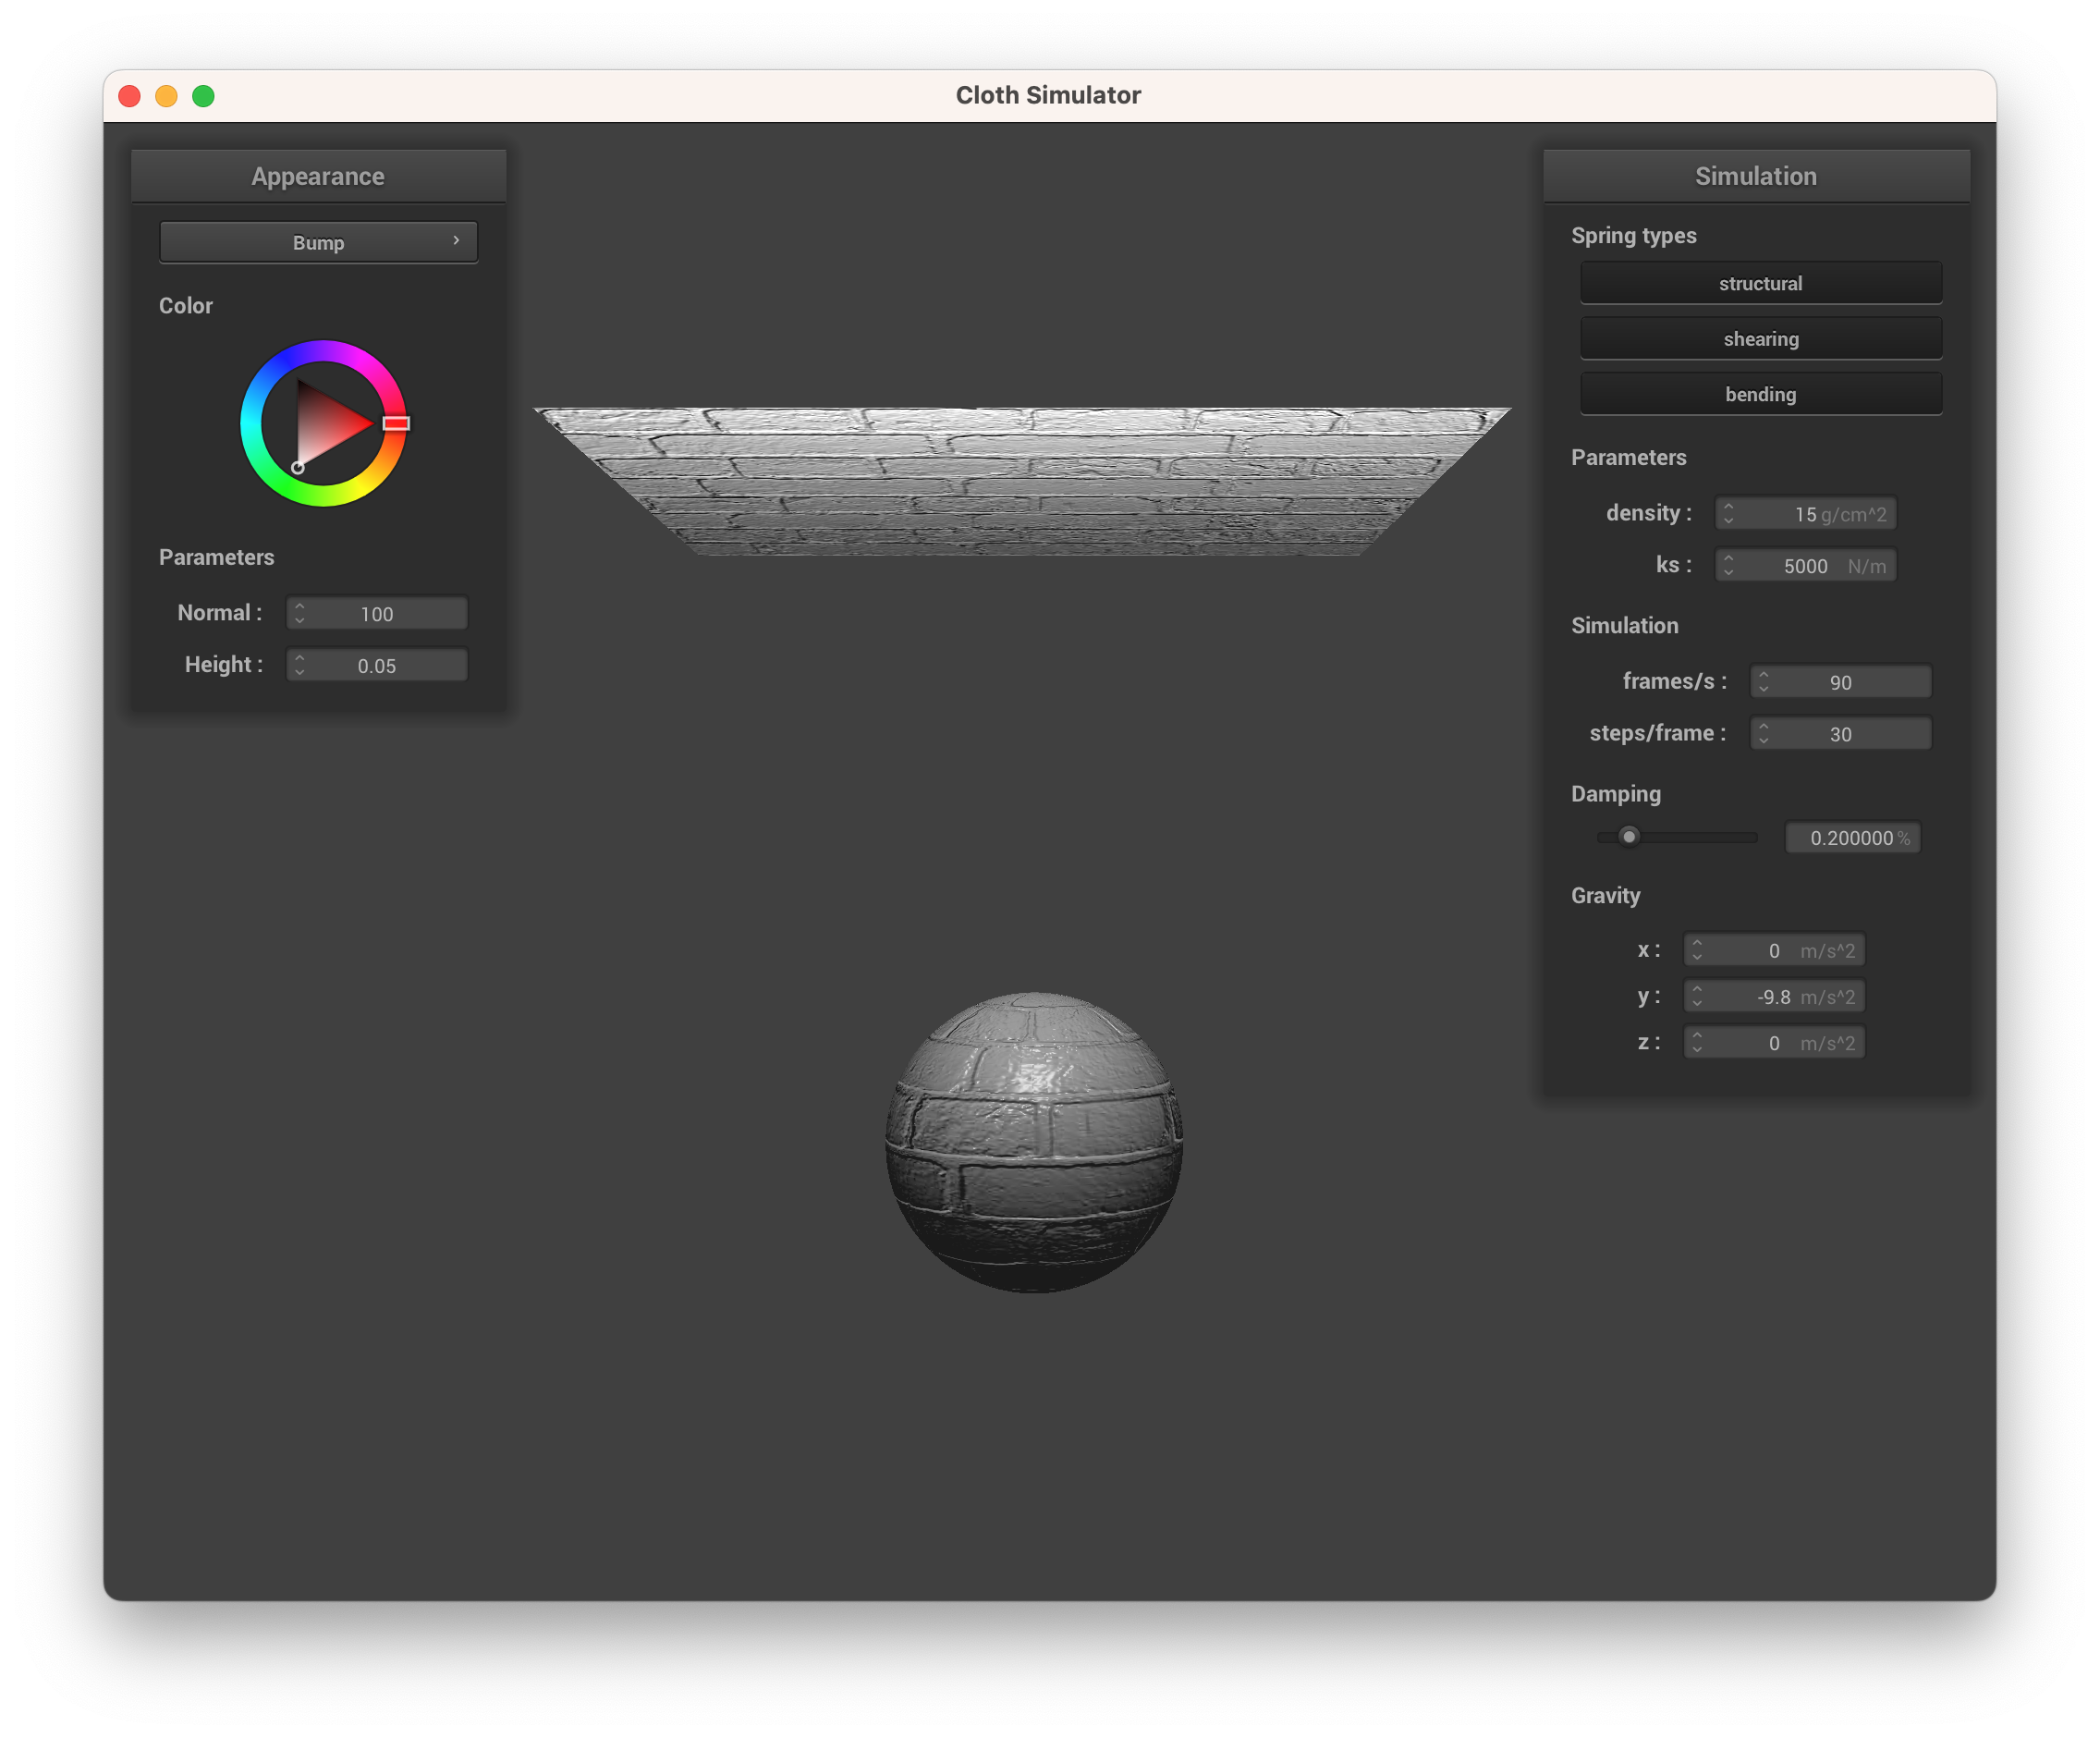 Cloth Simulator
Appearance
Bump
Color
Parameters
Normal : 100
Height : 0.05
Simulation
Spring types
structural
shearing
bending
Parameters
density : 15 g/cm^2
ks : 5000 N/m
Simulation
frames/s : 90
steps/frame : 30
Damping
0.200000 %
Gravity
x : 0 m/s^2
y : -9.8 m/s^2
z : 0 m/s^2